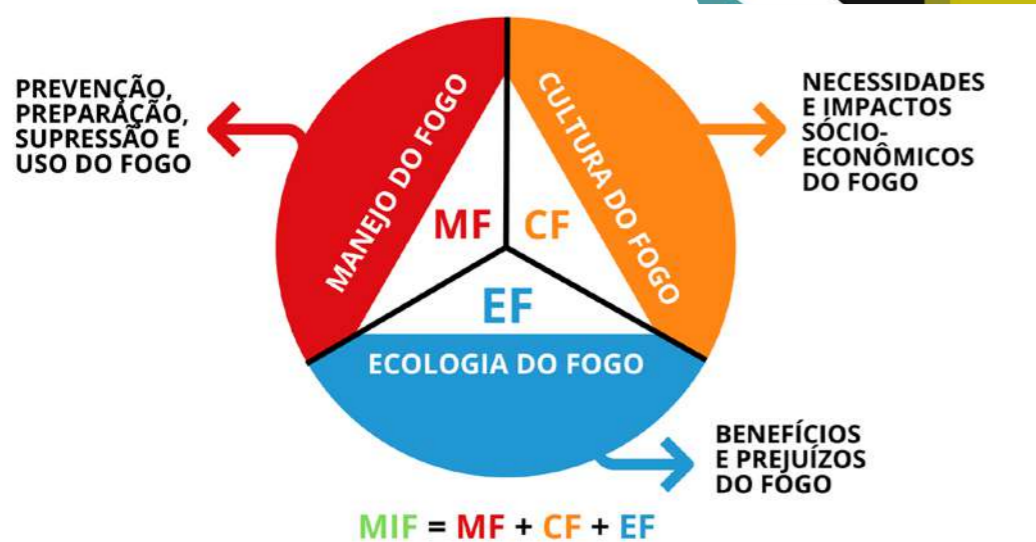 PREVENÇÃO,
PREPARAÇÃO,
SUPRESSÃO E
USO DO FOGO
MANEJO DO FOGO
CULTURA DO FOGO
NECESSIDADES
E IMPACTOS
SÓCIO-
ECONÔMICOS
DO FOGO
MF
CF
EF
ECOLOGIA DO FOGO
BENEFÍCIOS
E PREJUÍZOS
DO FOGO
MIF = MF + CF + EF